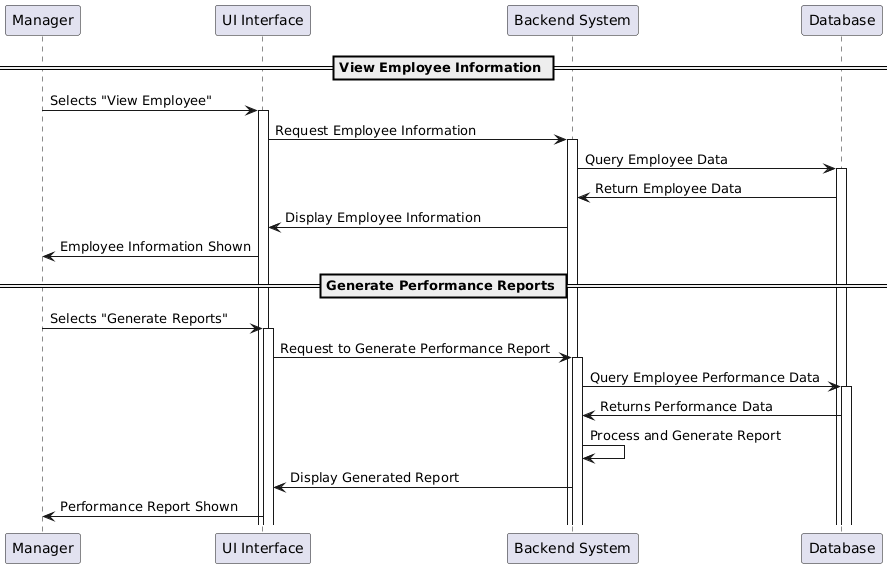 Manager
UI Interface
Backend System
Database
View Employee Information
Selects "View Employee"
Request Employee Information
Query Employee Data
Return Employee Data
Display Employee Information
Employee Information Shown
Generate Performance Reports
Selects "Generate Reports"
Request to Generate Performance Report
Query Employee Performance Data
Returns Performance Data
Process and Generate Report
Display Generated Report
Performance Report Shown
Manager
UI Interface
Backend System
Database